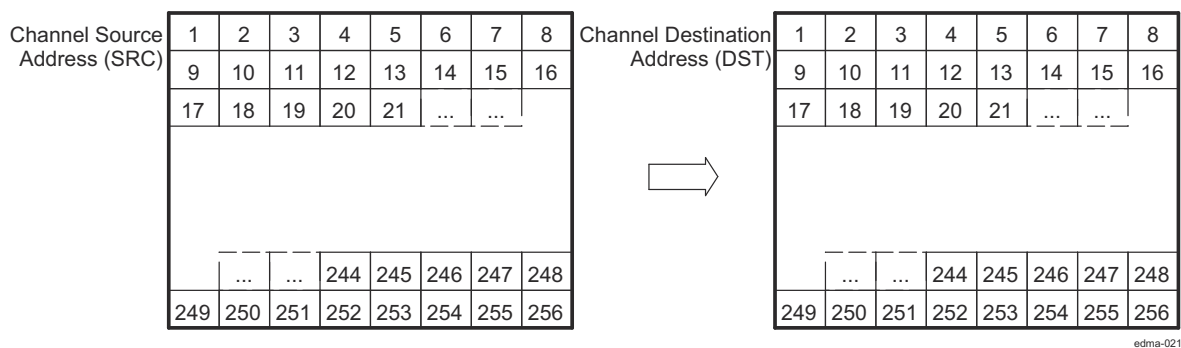 Channel Source Address (SRC)
1 2 3 4 5 6 7 8
9 10 11 12 13 14 15 16
17 18 19 20 21 ... ...
... ... 244 245 246 247 248
249 250 251 252 253 254 255 256
Channel Destination Address (DST)
1 2 3 4 5 6 7 8
9 10 11 12 13 14 15 16
17 18 19 20 21 ... ...
... ... 244 245 246 247 248
249 250 251 252 253 254 255 256
edma-021